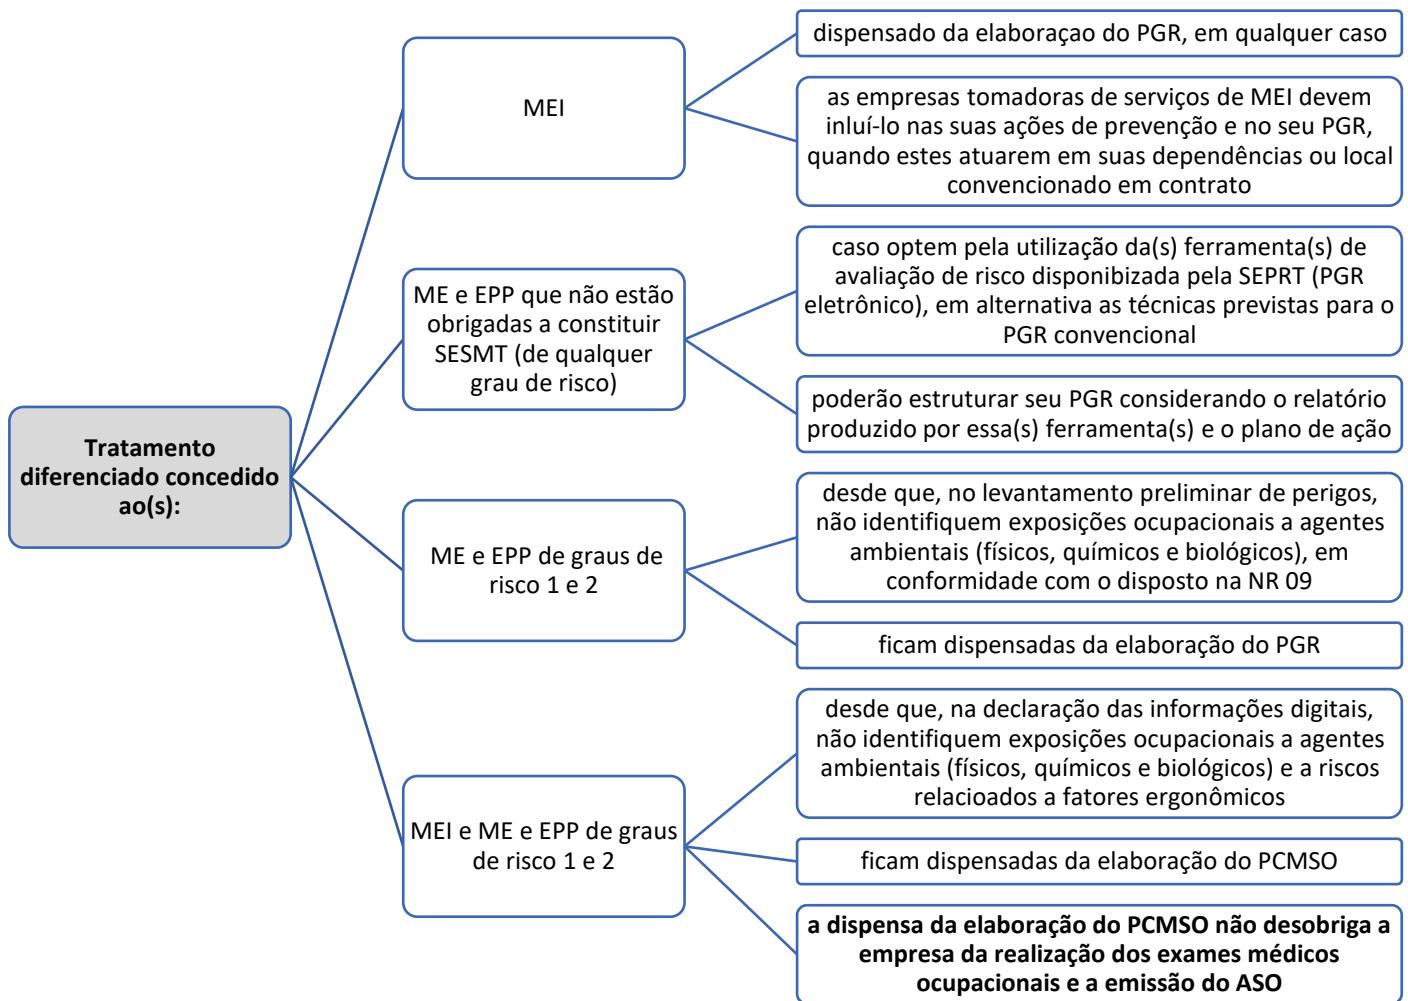 Tratamento
diferenciado concedido
ao(s):
MEI
dispensado da elaboraçao do PGR, em qualquer caso
as empresas tomadoras de serviços de MEI devem
inluí-lo nas suas ações de prevenção e no seu PGR,
quando estes atuarem em suas dependências ou local
convencionado em contrato
ME e EPP que não estão
obrigadas a constituir
SESMT (de qualquer
grau de risco)
caso optem pela utilização da(s) ferramenta(s) de
avaliação de risco disponibizada pela SEPRT (PGR
eletrônico), em alternativa as técnicas previstas para o
PGR convencional
poderão estruturar seu PGR considerando o relatório
produzido por essa(s) ferramenta(s) e o plano de ação
ME e EPP de graus de
risco 1 e 2
desde que, no levantamento preliminar de perigos,
não identifiquem exposições ocupacionais a agentes
ambientais (físicos, químicos e biológicos), em
conformidade com o disposto na NR 09
ficam dispensadas da elaboração do PGR
MEI e ME e EPP de graus
de risco 1 e 2
desde que, na declaração das informações digitais,
não identifiquem exposições ocupacionais a agentes
ambientais (físicos, químicos e biológicos) e a riscos
relacioados a fatores ergonômicos
ficam dispensadas da elaboração do PCMSO
a dispensa da elaboração do PCMSO não desobriga a
empresa da realização dos exames médicos
ocupacionais e a emissão do ASO